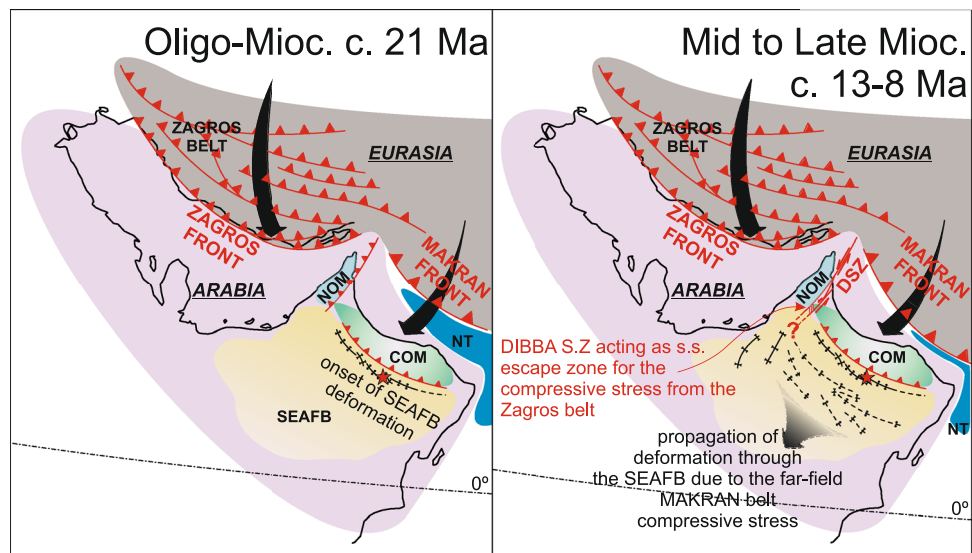 Oligo-Mioc. c. 21 Ma
ZAGROS
BELT
EURASIA
ZAGROS
FRONT
MAKRAN
FRONT
ARABIA
NOM
NT
COM
onset of SEAFB
deformation
SEAFB
0°
Mid to Late Mioc.
c. 13-8 Ma
ZAGROS
BELT
EURASIA
ZAGROS
FRONT
MAKRAN
FRONT
ARABIA
NOM
DSZ
?
COM
NT
DIBBA S.Z acting as s.s.
escape zone for the
compressive stress from the
Zagros belt
propagation of
deformation through
the SEAFB due to the far-field
MAKRAN belt
compressive stress
0°